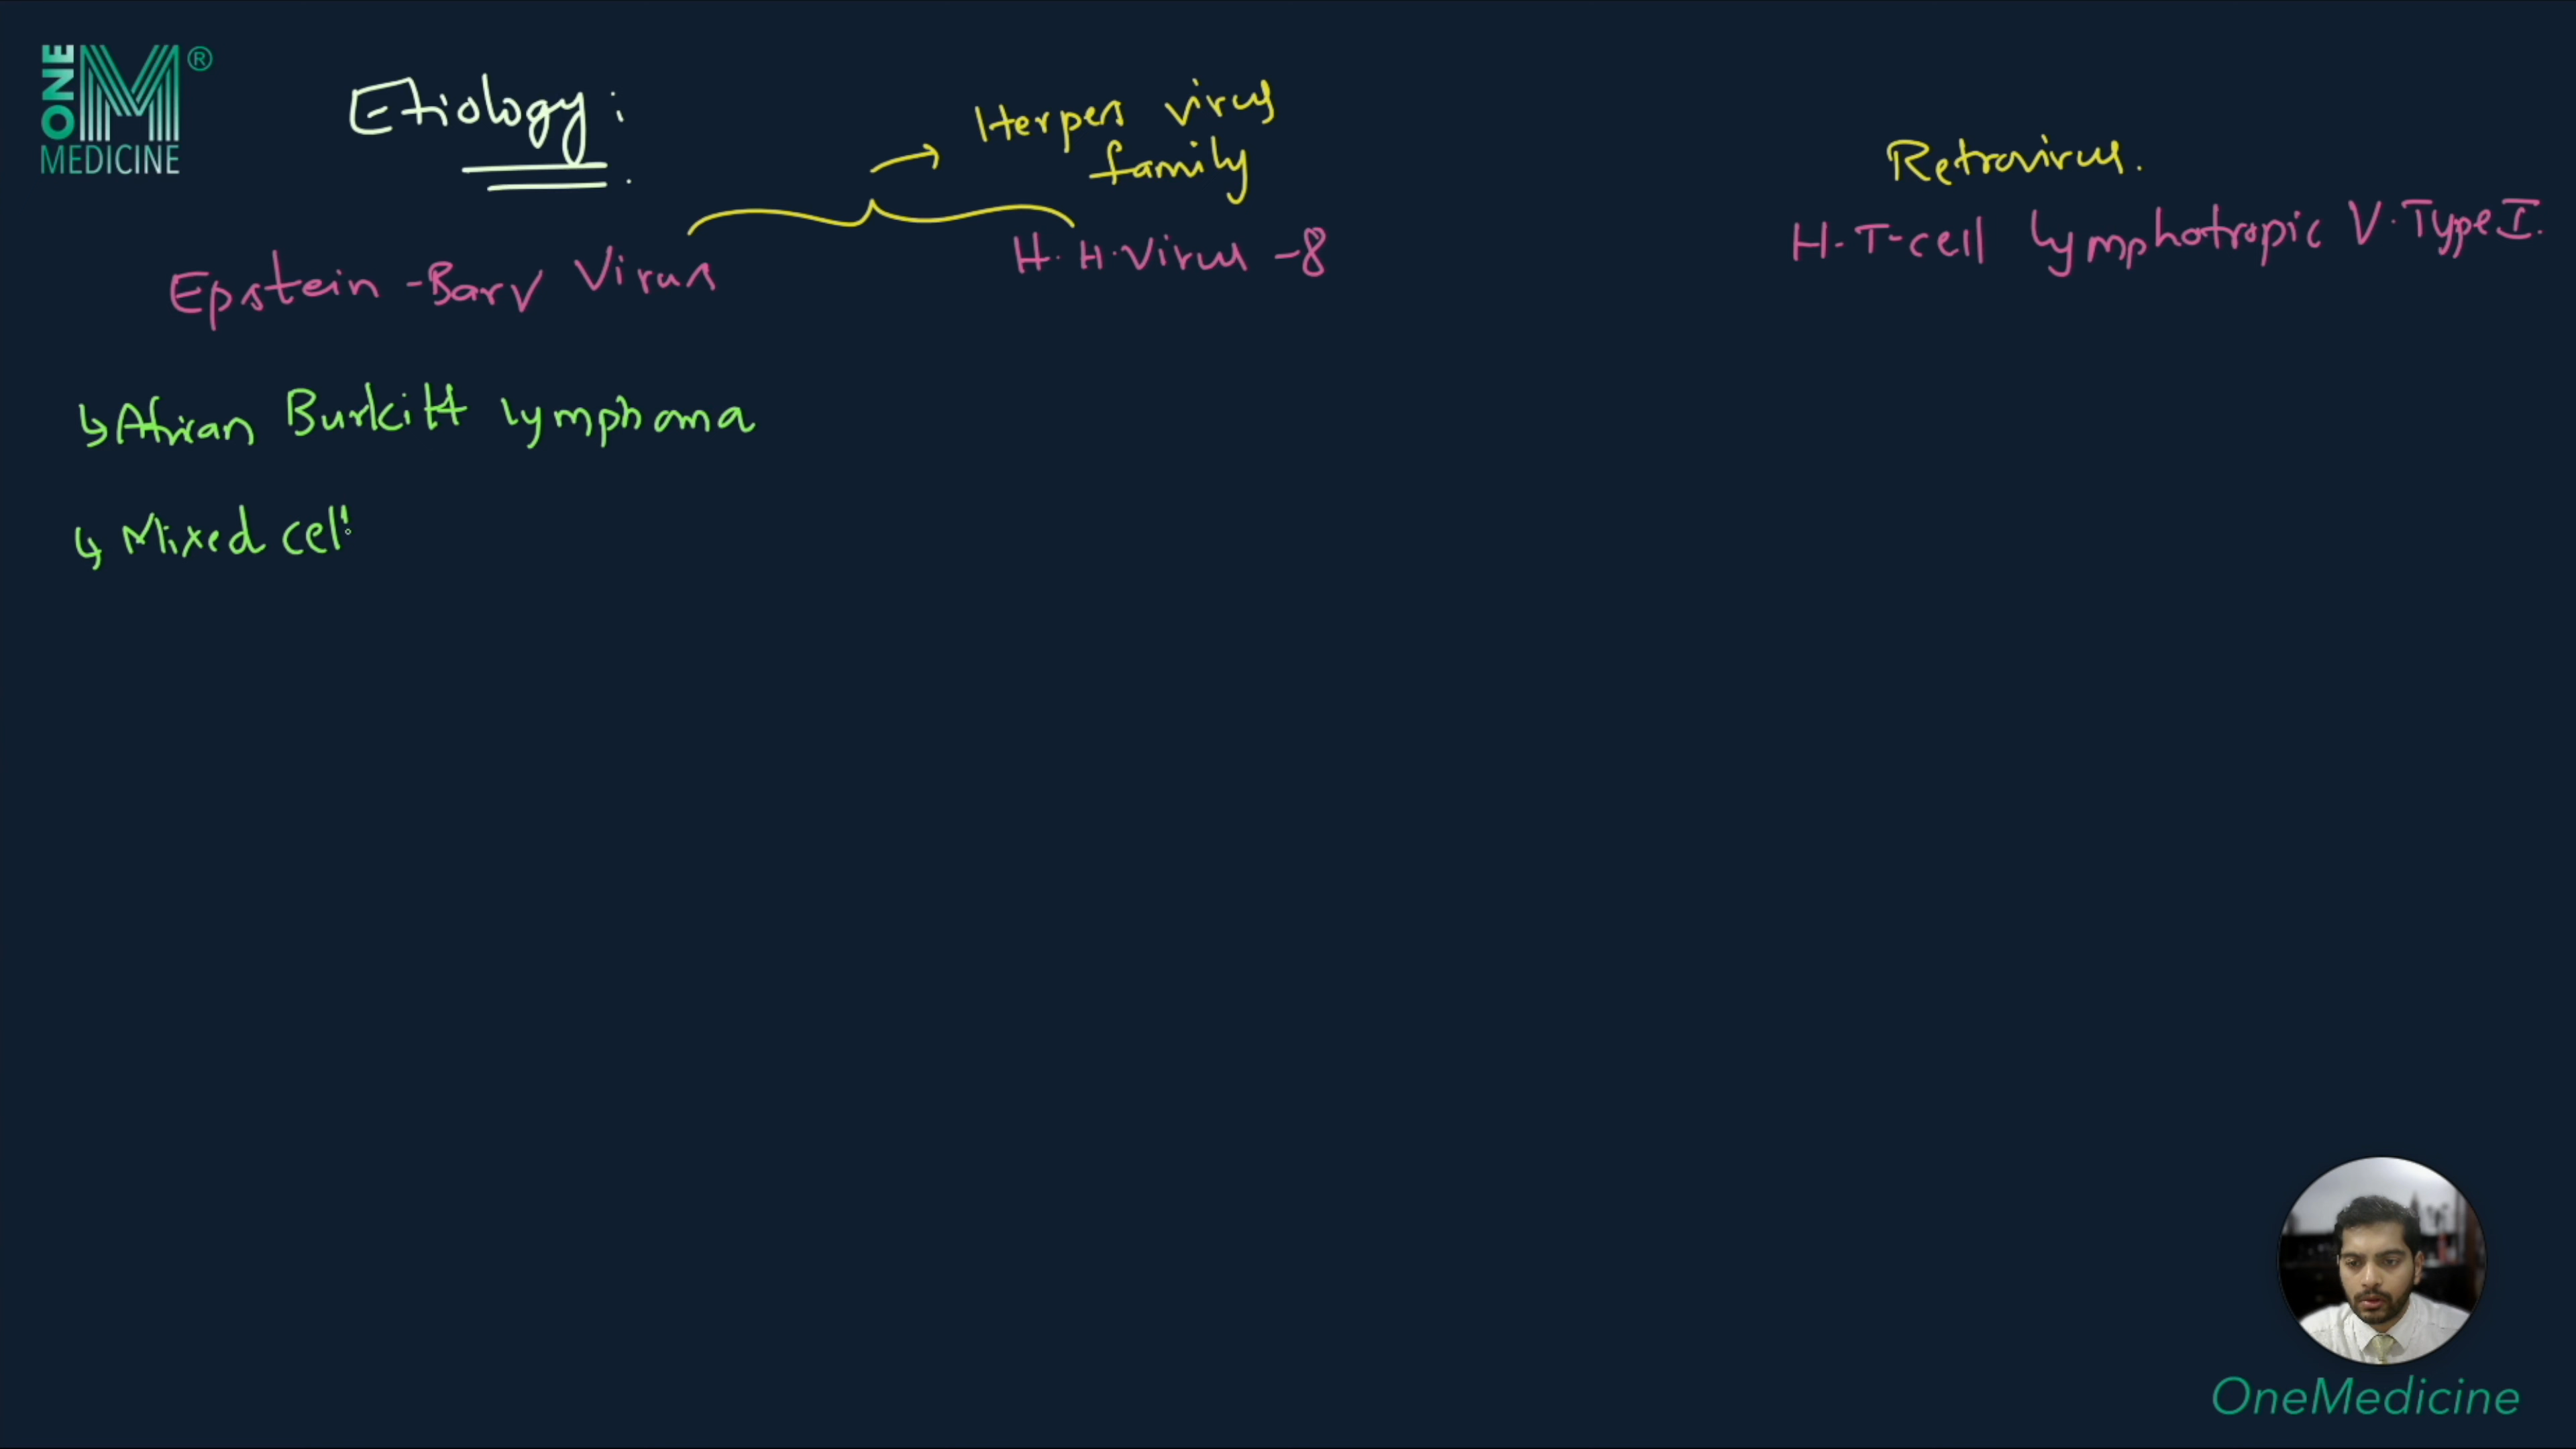 ONE M ®
MEDICINE
Etiology:
Herpes virus
family
Retrovirus.
Epstein-Barr Virus
H.H.Virus-8
H.T-cell lymphotropic V.Type I.
↳ African Burkitt lymphoma
↳ Mixed cell
OneMedicine